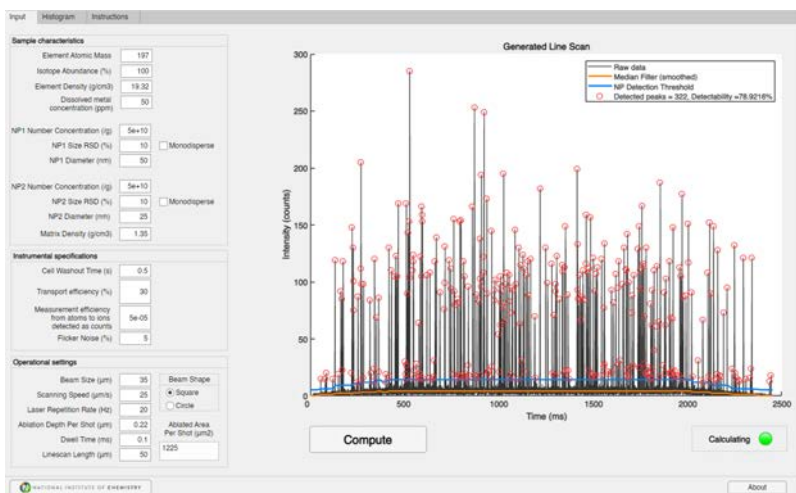 Input Histogram Instructions
Sample characteristics
Element Atomic Mass 197
Isotope Abundance (%) 100
Element Density (g/cm3) 19.32
Dissolved metal
concentration (ppm) 50
NP1 Number Concentration (/g) 5e+10
NP1 Size RSD (%) 10 Monodisperse
NP1 Diameter (nm) 50
NP2 Number Concentration (/g) 5e+10
NP2 Size RSD (%) 10 Monodisperse
NP2 Diameter (nm) 25
Matrix Density (g/cm3) 1.35
Instrumental specifications
Cell Washout Time (s) 0.5
Transport efficiency (%) 30
Measurement efficiency
from atoms to ions
detected as counts 5e-05
Flicker Noise (%) 5
Operational settings
Beam Size (μm) 35
Scanning Speed (μm/s) 25
Laser Repetition Rate (Hz) 20
Ablation Depth Per Shot (μm) 0.22
Dwell Time (ms) 0.1
Linescan Length (μm) 50
Beam Shape
Square
Circle
Ablated Area
Per Shot (μm2)
1225
NATIONAL INSTITUTE OF CHEMISTRY
Generated Line Scan
Raw data
Median Filter (smoothed)
NP Detection Threshold
Detected peaks = 322, Detectability =78.9216%
Intensity (counts)
300
250
200
150
100
50
0
0 500 1000 1500 2000 2500
Time (ms)
Compute
Calculating
About